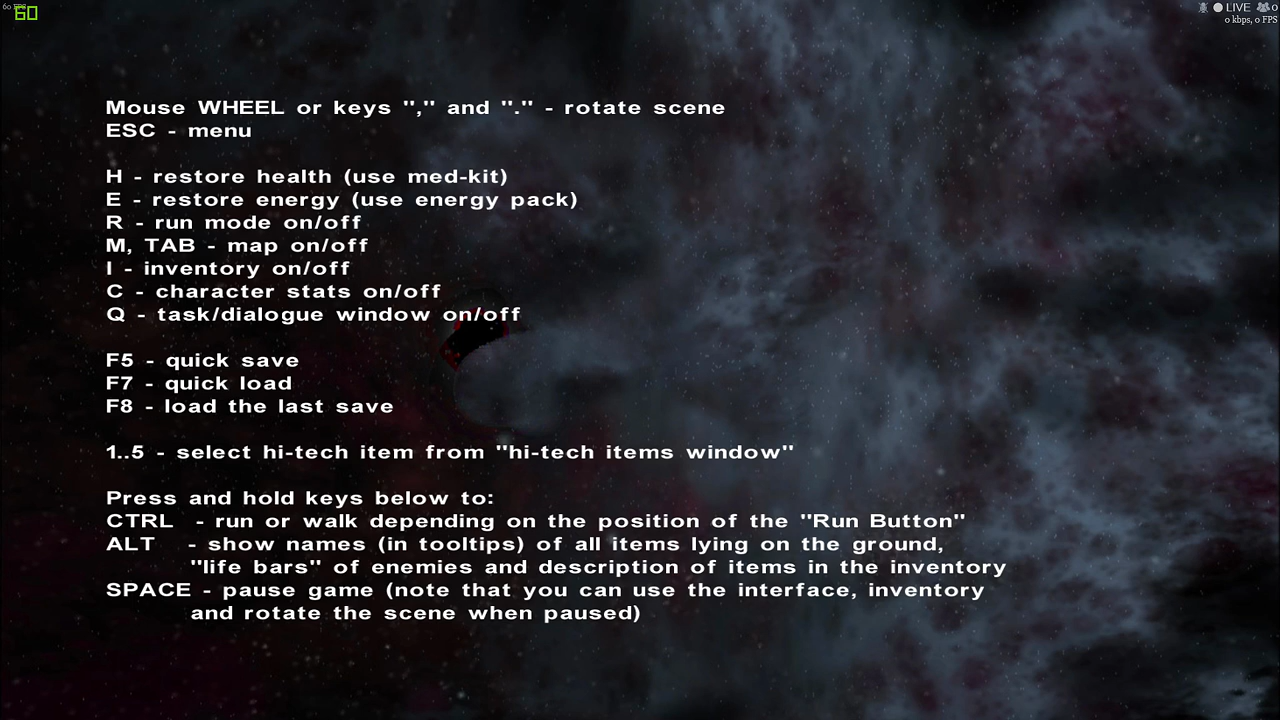 60 FPS
60
LIVE 0
0 kbps, 0 FPS
Mouse WHEEL or keys "," and "." - rotate scene
ESC - menu
H - restore health (use med-kit)
E - restore energy (use energy pack)
R - run mode on/off
M, TAB - map on/off
I - inventory on/off
C - character stats on/off
Q - task/dialogue window on/off
F5 - quick save
F7 - quick load
F8 - load the last save
1..5 - select hi-tech item from "hi-tech items window"
Press and hold keys below to:
CTRL - run or walk depending on the position of the "Run Button"
ALT - show names (in tooltips) of all items lying on the ground,
"life bars" of enemies and description of items in the inventory
SPACE - pause game (note that you can use the interface, inventory
and rotate the scene when paused)